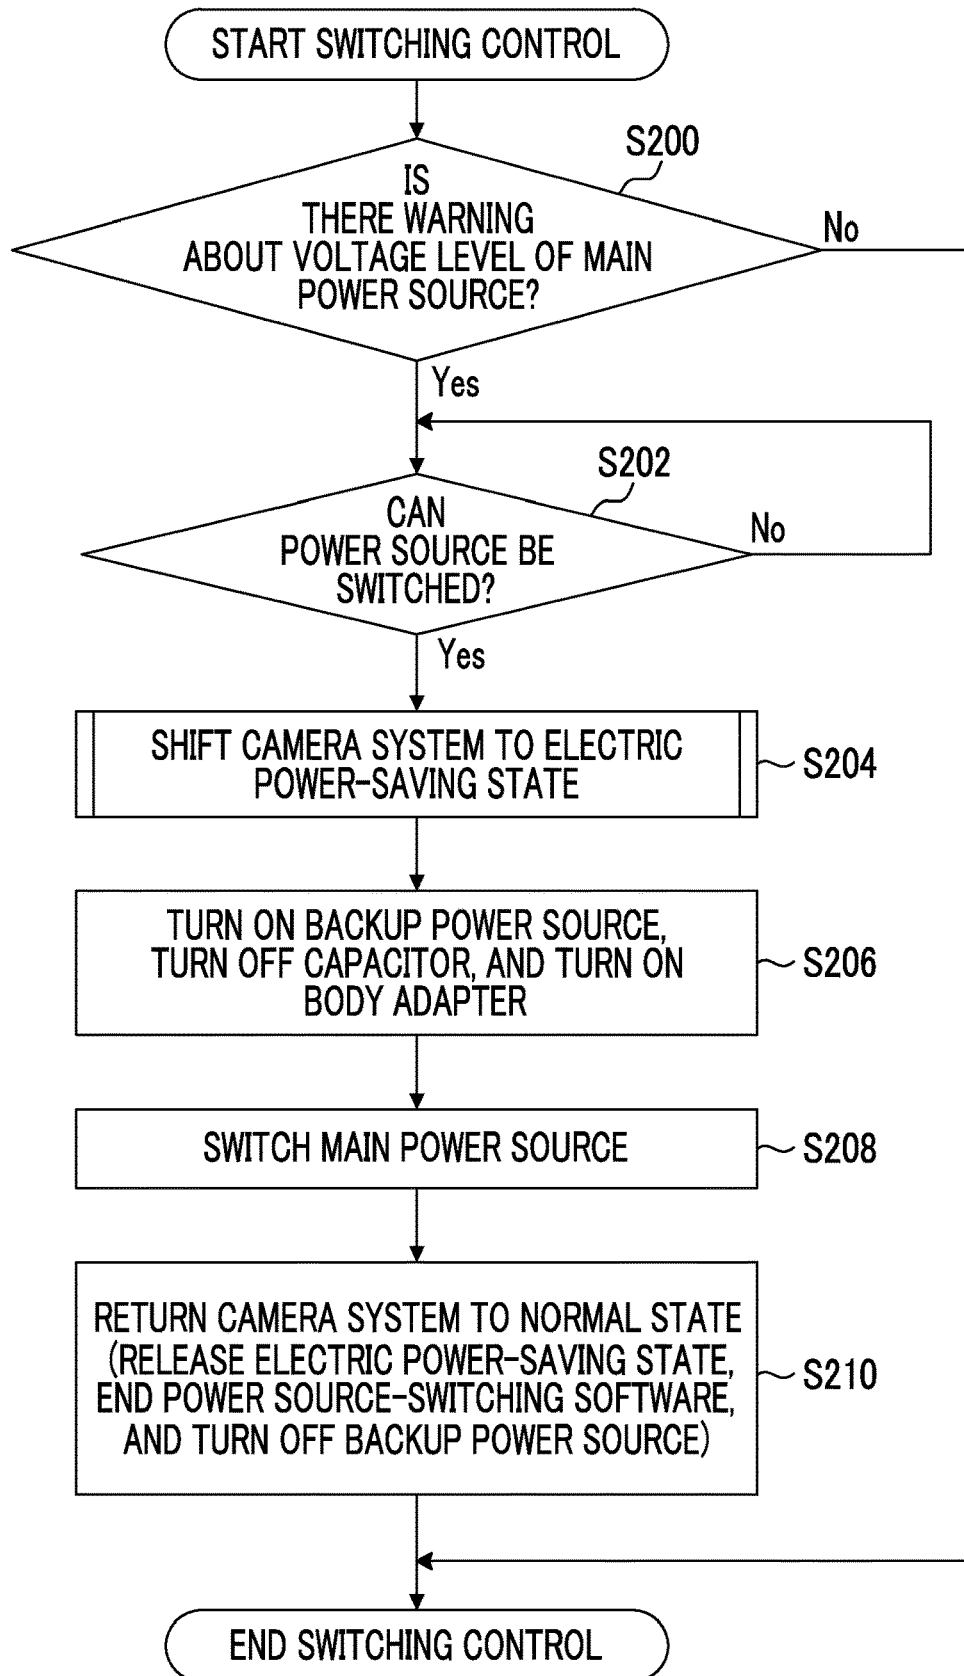 START SWITCHING CONTROL
S200
IS
THERE WARNING
ABOUT VOLTAGE LEVEL OF MAIN
POWER SOURCE?
No
Yes
S202
CAN
POWER SOURCE BE
SWITCHED?
No
Yes
SHIFT CAMERA SYSTEM TO ELECTRIC
POWER-SAVING STATE
S204
TURN ON BACKUP POWER SOURCE,
TURN OFF CAPACITOR, AND TURN ON
BODY ADAPTER
S206
SWITCH MAIN POWER SOURCE
S208
RETURN CAMERA SYSTEM TO NORMAL STATE
(RELEASE ELECTRIC POWER-SAVING STATE,
END POWER SOURCE-SWITCHING SOFTWARE,
AND TURN OFF BACKUP POWER SOURCE)
S210
END SWITCHING CONTROL